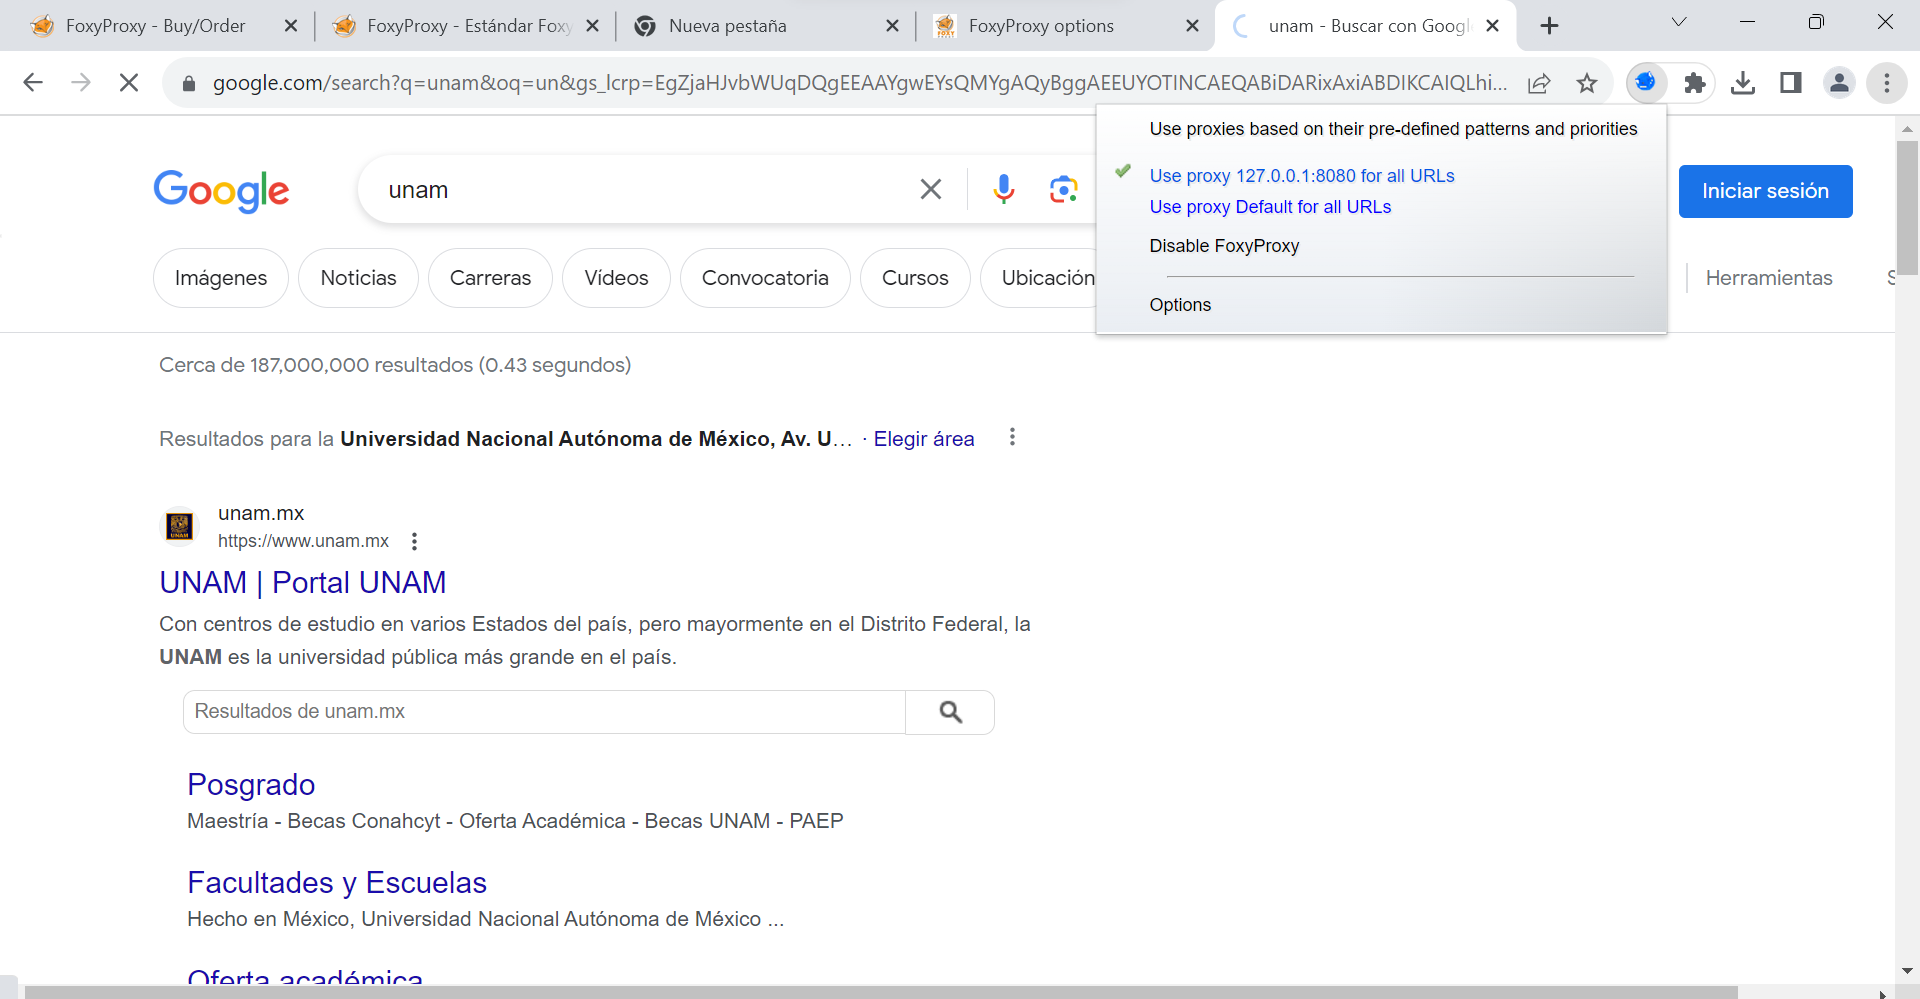 FoxyProxy - Buy/Order
FoxyProxy - Estándar Foxy
Nueva pestaña
FoxyProxy options
unam - Buscar con Googl
google.com/search?q=unam&oq=un&gs_lcrp=EgZjaHJvbWUqDQgEEAAYgwEYsQMYgAQyBggAEEUYOTINCAEQABiDARixAxiABDIKCAIQLhi...
Use proxies based on their pre-defined patterns and priorities
Use proxy 127.0.0.1:8080 for all URLs
Use proxy Default for all URLs
Disable FoxyProxy
Options
Google
unam
Iniciar sesión
Imágenes
Noticias
Carreras
Vídeos
Convocatoria
Cursos
Ubicación
Herramientas
Cerca de 187,000,000 resultados (0.43 segundos)
Resultados para la Universidad Nacional Autónoma de México, Av. U... · Elegir área
unam.mx
https://www.unam.mx
UNAM | Portal UNAM
Con centros de estudio en varios Estados del país, pero mayormente en el Distrito Federal, la
UNAM es la universidad pública más grande en el país.
Resultados de unam.mx
Posgrado
Maestría - Becas Conahcyt - Oferta Académica - Becas UNAM - PAEP
Facultades y Escuelas
Hecho en México, Universidad Nacional Autónoma de México ...
Oferta académica